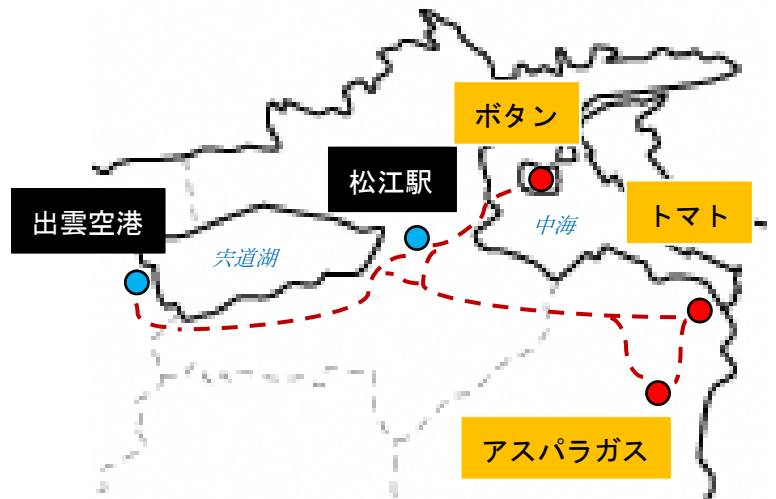 ボタン
松江駅
トマト
出雲空港
中海
宍道湖
アスパラガス